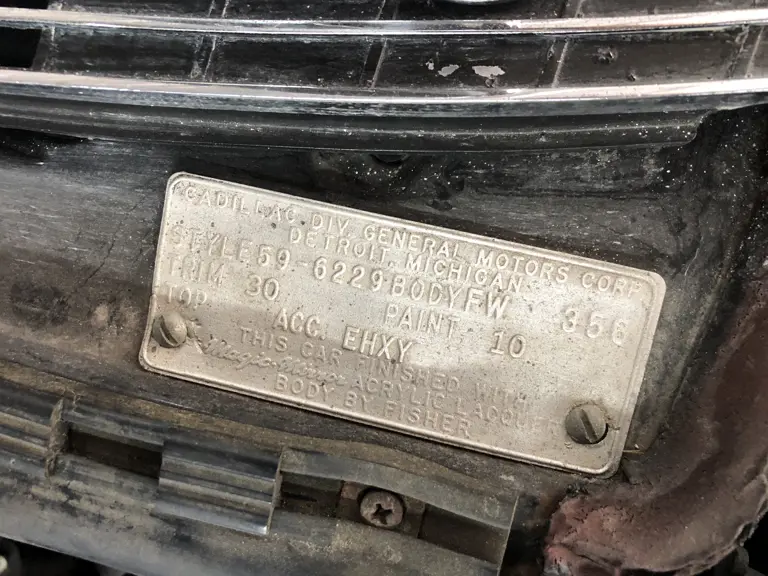 CADILLAC DIV. GENERAL MOTORS CORP.
DETROIT, MICHIGAN
STYLE 59-6229 BODY FW 356
TRIM 30 PAINT 10
TOP ACC. EHXY
THIS CAR FINISHED WITH
Magic-Mirror ACRYLIC LACQUER
BODY BY FISHER